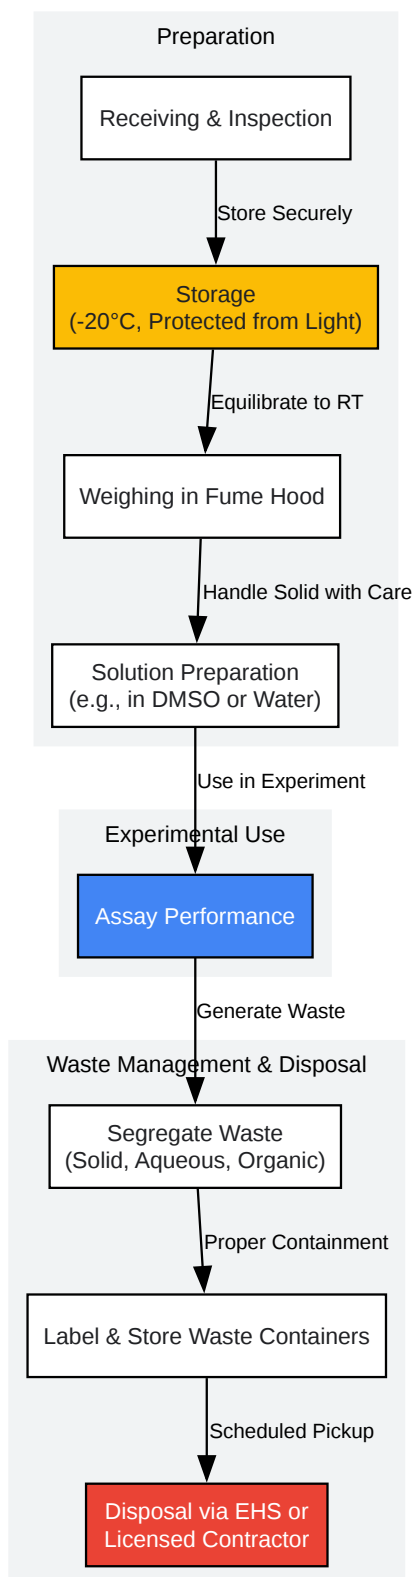 Preparation
Receiving & Inspection
Store Securely
Storage
(-20°C, Protected from Light)
Equilibrate to RT
Weighing in Fume Hood
Handle Solid with Care
Solution Preparation
(e.g., in DMSO or Water)
Use in Experiment
Experimental Use
Assay Performance
Generate Waste
Waste Management & Disposal
Segregate Waste
(Solid, Aqueous, Organic)
Proper Containment
Label & Store Waste Containers
Scheduled Pickup
Disposal via EHS or
Licensed Contractor